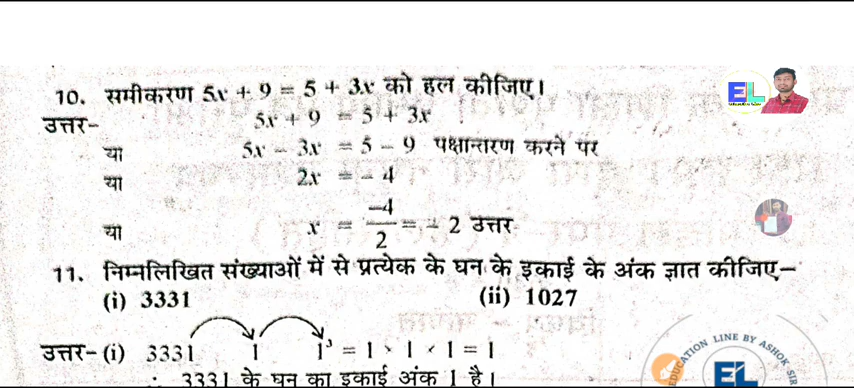 10. समीकरण 5x + 9 = 5 + 3x को हल कीजिए।
उत्तर- 5x + 9 = 5 + 3x
या 5x - 3x = 5 - 9 पक्षान्तरण करने पर
या 2x = - 4
या x = -4/2 = - 2 उत्तर
11. निम्नलिखित संख्याओं में से प्रत्येक के घन के इकाई के अंक ज्ञात कीजिए-
(i) 3331 (ii) 1027
उत्तर- (i) 3331 1 1³ = 1 × 1 × 1 = 1
∴ 3331 के घन का इकाई अंक 1 है।
EL
EDUCATION LINE BY ASHOK SIR
EL